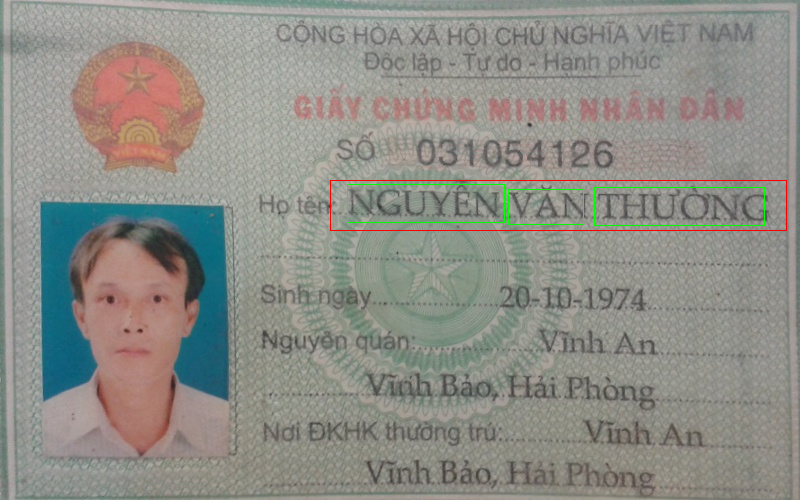 CỘNG HÒA XÃ HỘI CHỦ NGHĨA VIỆT NAM
Độc lập - Tự do - Hạnh phúc
GIẤY CHỨNG MINH NHÂN DÂN
SỐ 031054126
Họ tên: NGUYỄN VĂN THƯỜNG
Sinh ngày 20-10-1974
Nguyên quán: Vĩnh An
Vĩnh Bảo, Hải Phòng
Nơi ĐKHK thường trú: Vĩnh An
Vĩnh Bảo, Hải Phòng